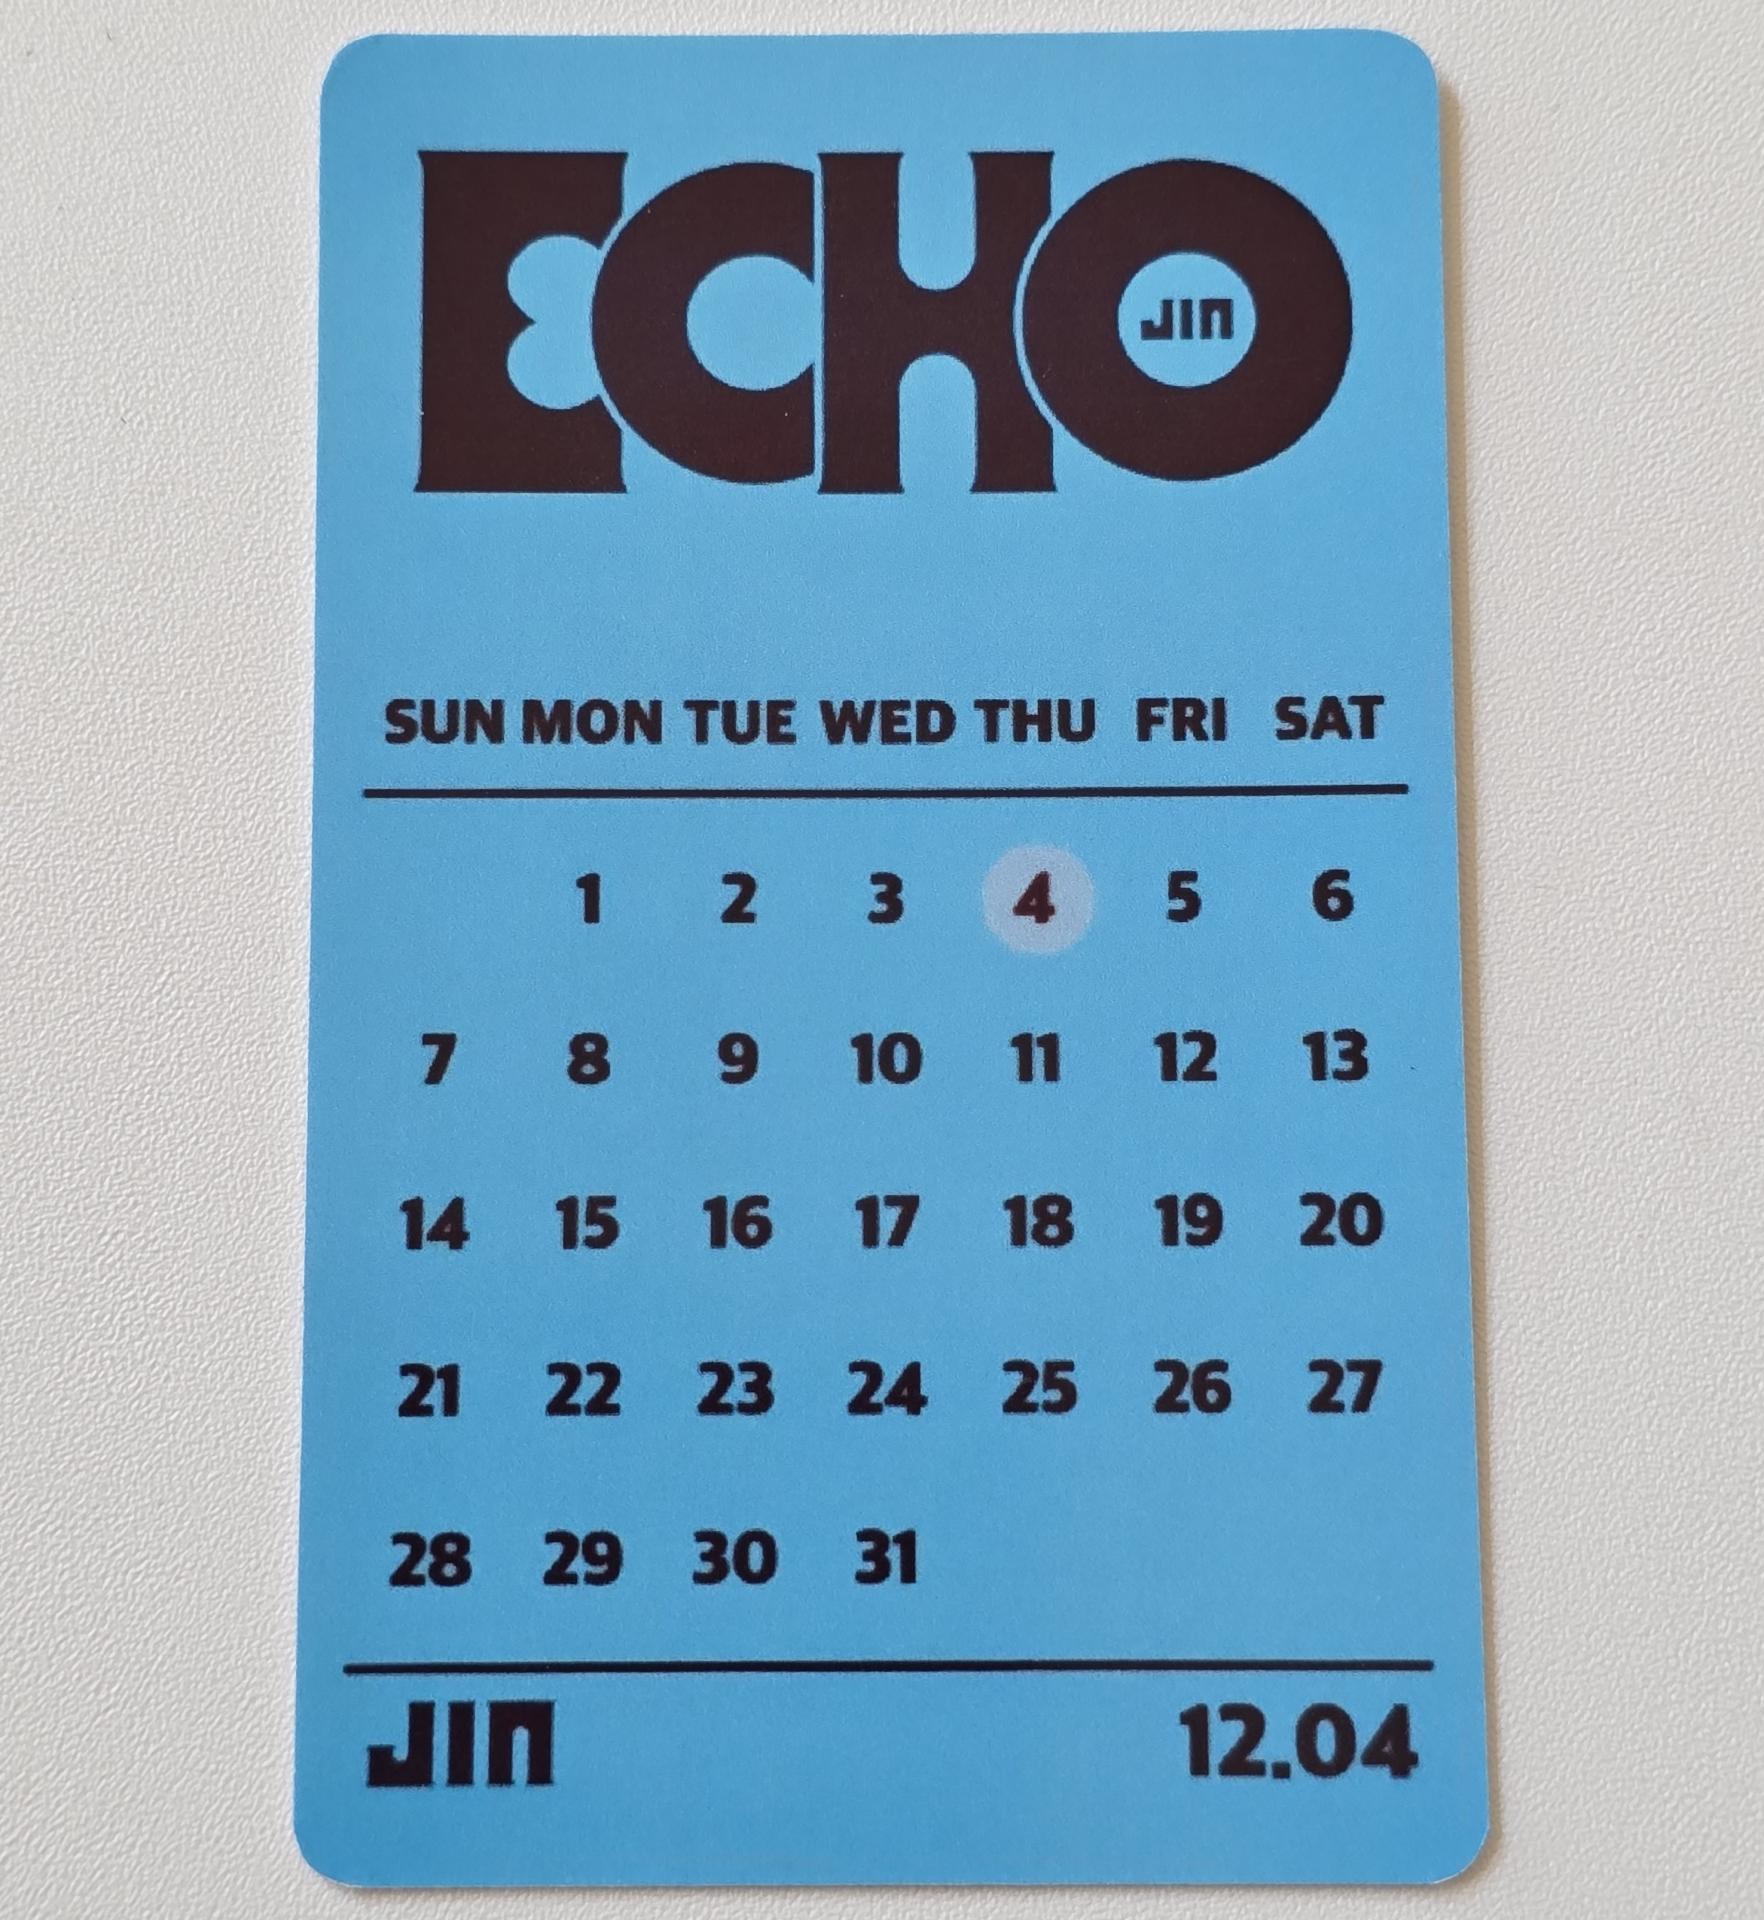 ECHO
JIN
SUN MON TUE WED THU FRI SAT
1 2 3 4 5 6
7 8 9 10 11 12 13
14 15 16 17 18 19 20
21 22 23 24 25 26 27
28 29 30 31
JIN 12.04